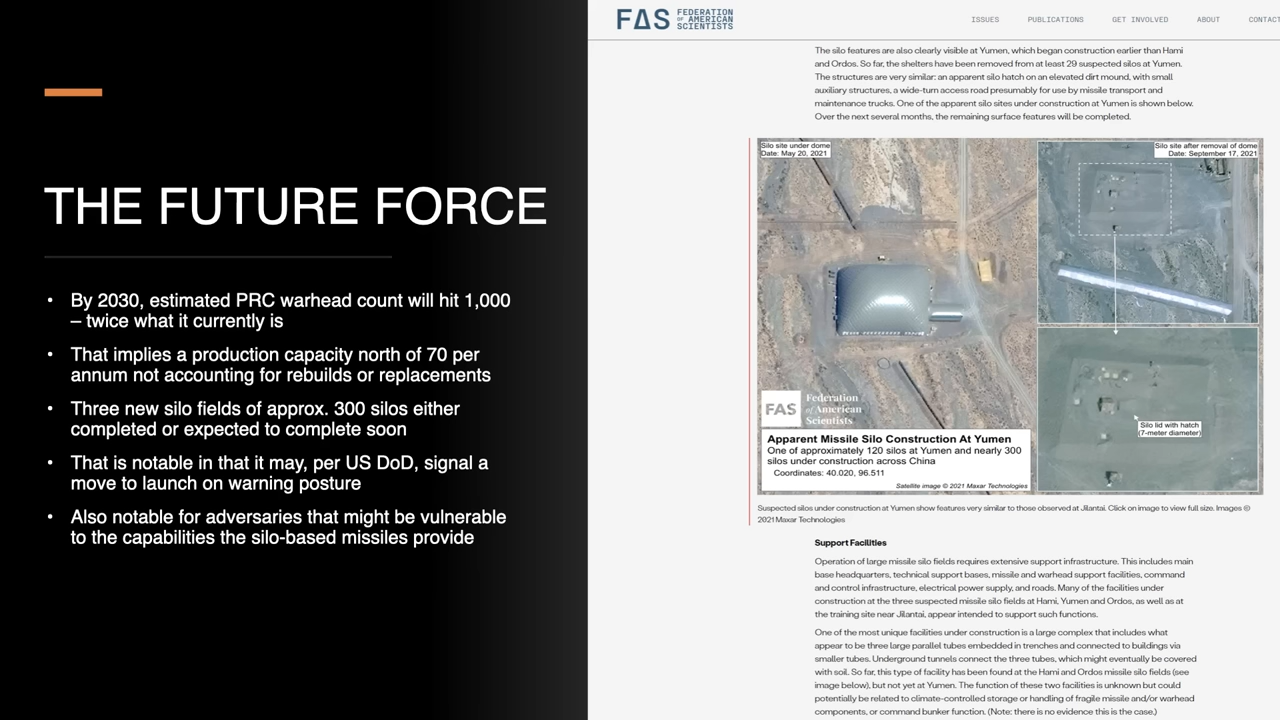 THE FUTURE FORCE
• By 2030, estimated PRC warhead count will hit 1,000
– twice what it currently is
• That implies a production capacity north of 70 per
annum not accounting for rebuilds or replacements
• Three new silo fields of approx. 300 silos either
completed or expected to complete soon
• That is notable in that it may, per US DoD, signal a
move to launch on warning posture
• Also notable for adversaries that might be vulnerable
to the capabilities the silo-based missiles provide
FAS FEDERATION
OF AMERICAN
SCIENTISTS
ISSUES PUBLICATIONS GET INVOLVED ABOUT CONTACT
The silo features are also clearly visible at Yumen, which began construction earlier than Hami
and Ordos. So far, the shelters have been removed from at least 29 suspected silos at Yumen.
The structures are very similar: an apparent silo hatch on an elevated dirt mound, with small
auxiliary structures, a wide-turn access road presumably for use by missile transport and
maintenance trucks. One of the apparent silo sites under construction at Yumen is shown below.
Over the next several months, the remaining surface features will be completed.
Silo site under dome
Date: May 20, 2021
Silo site after removal of dome
Date: September 17, 2021
Silo lid with hatch
(7-meter diameter)
FAS Federation
of American
Scientists
Apparent Missile Silo Construction At Yumen
One of approximately 120 silos at Yumen and nearly 300
silos under construction across China
Coordinates: 40.020, 96.511
Satellite image © 2021 Maxar Technologies
Suspected silos under construction at Yumen show features very similar to those observed at Jilantai. Click on image to view full size. Images ©
2021 Maxar Technologies
Support Facilities
Operation of large missile silo fields requires extensive support infrastructure. This includes main
base headquarters, technical support bases, missile and warhead support facilities, command
and control infrastructure, electrical power supply, and roads. Many of the facilities under
construction at the three suspected missile silo fields at Hami, Yumen and Ordos, as well as at
the training site near Jilantai, appear intended to support such functions.
One of the most unique facilities under construction is a large complex that includes what
appear to be three large parallel tubes embedded in trenches and connected to buildings via
smaller tubes. Underground tunnels connect the three tubes, which might eventually be covered
with soil. So far, this type of facility has been found at the Hami and Ordos missile silo fields (see
image below), but not yet at Yumen. The function of these two facilities is unknown but could
potentially be related to climate-controlled storage or handling of fragile missile and/or warhead
components, or command bunker function. (Note: there is no evidence this is the case.)